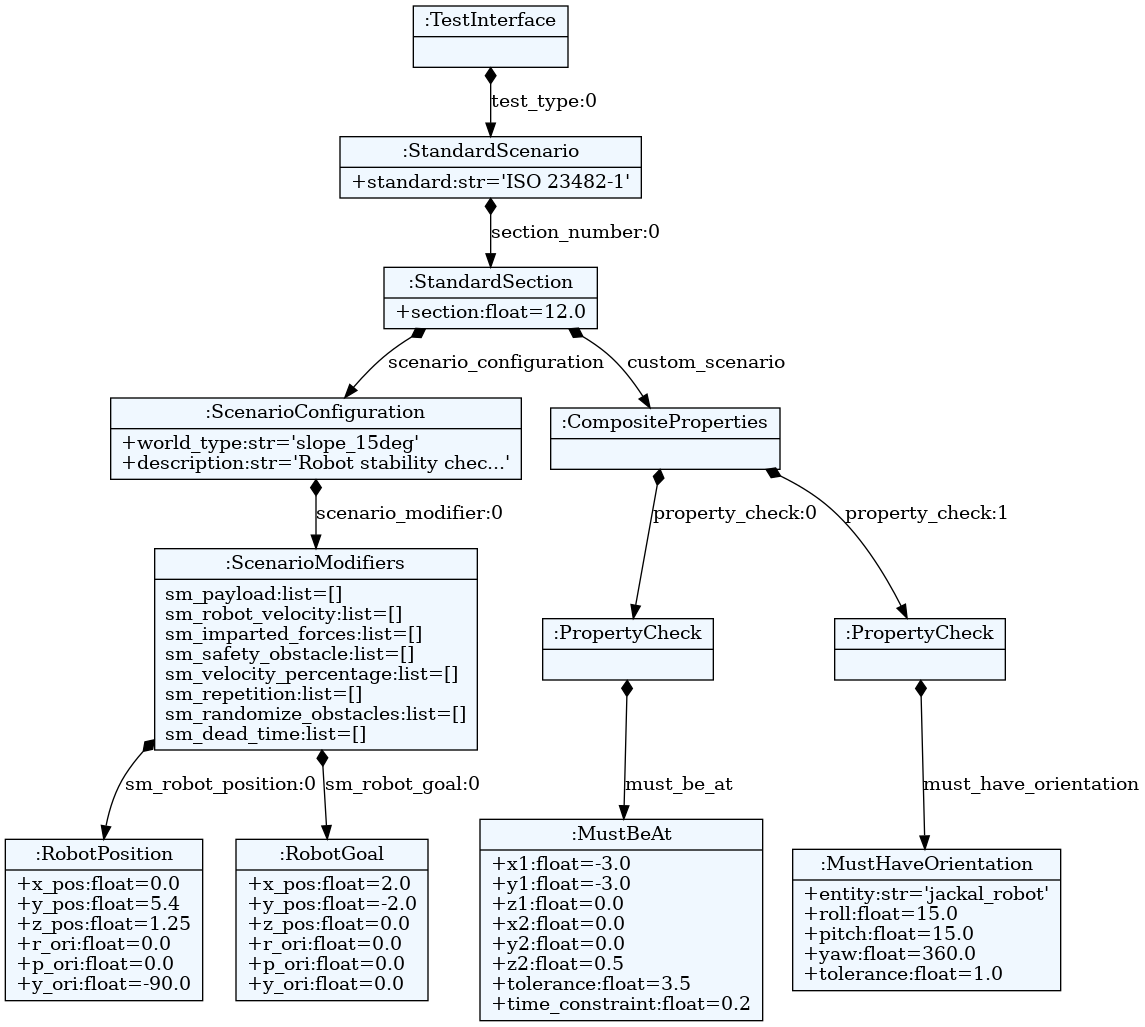 :TestInterface
test_type:0
:StandardScenario
+standard:str='ISO 23482-1'
section_number:0
:StandardSection
+section:float=12.0
scenario_configuration
custom_scenario
:ScenarioConfiguration
+world_type:str='slope_15deg'
+description:str='Robot stability chec...'
:CompositeProperties
scenario_modifier:0
property_check:0
property_check:1
:ScenarioModifiers
sm_payload:list=[]
sm_robot_velocity:list=[]
sm_imparted_forces:list=[]
sm_safety_obstacle:list=[]
sm_velocity_percentage:list=[]
sm_repetition:list=[]
sm_randomize_obstacles:list=[]
sm_dead_time:list=[]
:PropertyCheck
:PropertyCheck
sm_robot_position:0
sm_robot_goal:0
must_be_at
must_have_orientation
:RobotPosition
+x_pos:float=0.0
+y_pos:float=5.4
+z_pos:float=1.25
+r_ori:float=0.0
+p_ori:float=0.0
+y_ori:float=-90.0
:RobotGoal
+x_pos:float=2.0
+y_pos:float=-2.0
+z_pos:float=0.0
+r_ori:float=0.0
+p_ori:float=0.0
+y_ori:float=0.0
:MustBeAt
+x1:float=-3.0
+y1:float=-3.0
+z1:float=0.0
+x2:float=0.0
+y2:float=0.0
+z2:float=0.5
+tolerance:float=3.5
+time_constraint:float=0.2
:MustHaveOrientation
+entity:str='jackal_robot'
+roll:float=15.0
+pitch:float=15.0
+yaw:float=360.0
+tolerance:float=1.0